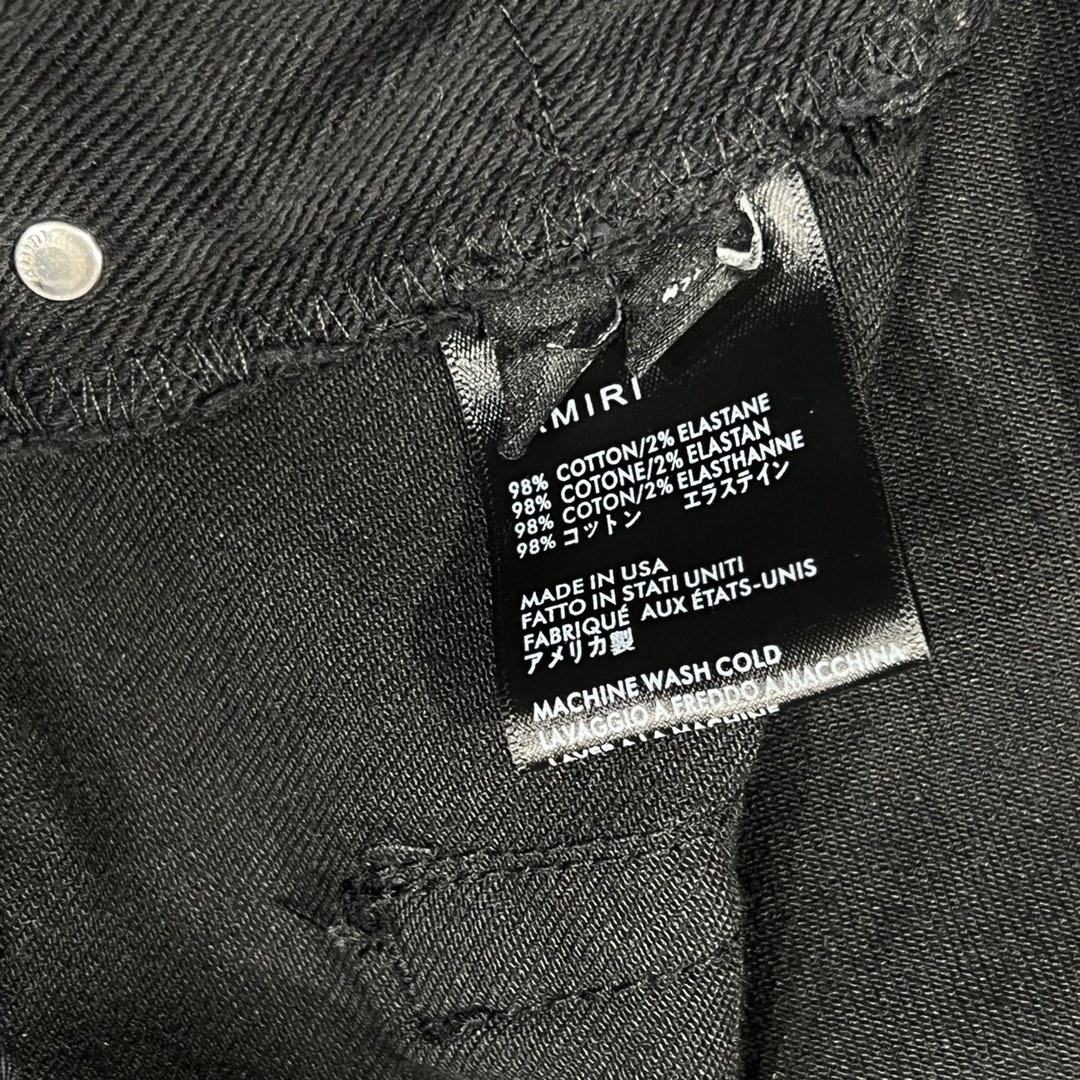 AMIRI
98% COTTON/2% ELASTANE
98% COTONE/2% ELASTAN
98% COTON/2% ELASTHANNE
98% コットン エラステイン
MADE IN USA
FATTO IN STATI UNITI
FABRIQUÉ AUX ÉTATS-UNIS
アメリカ製
MACHINE WASH COLD
LAVAGGIO A FREDDO A MACCHINA